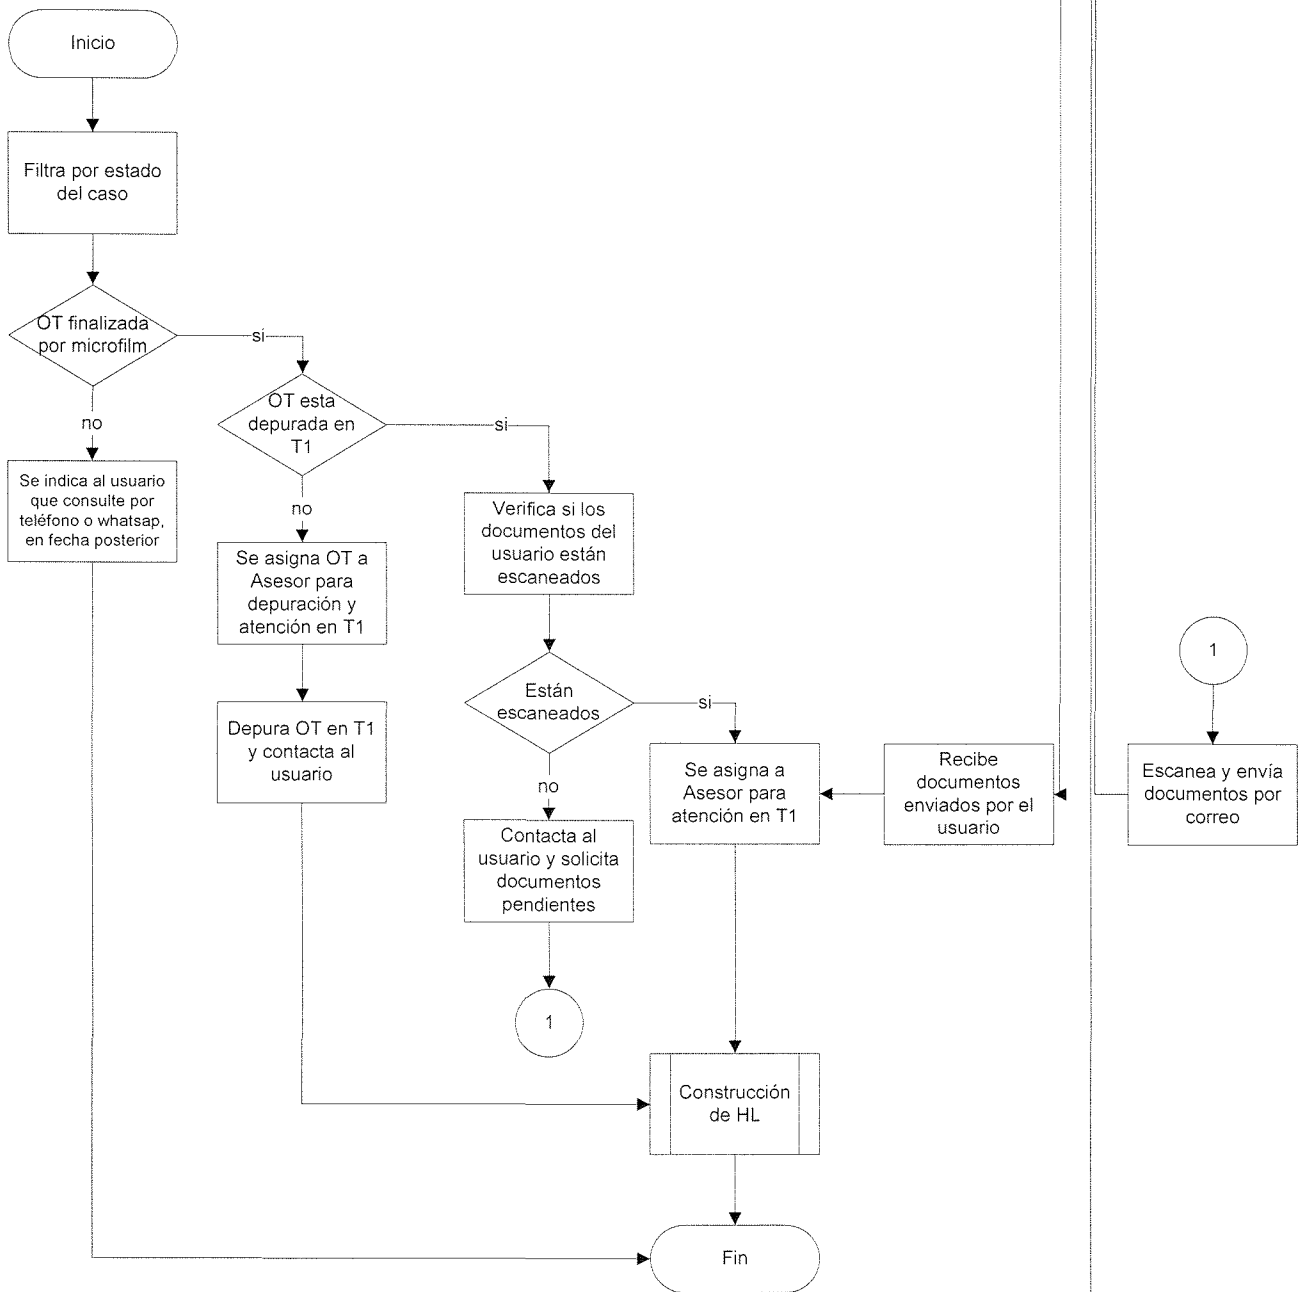 Inicio
Filtra por estado
del caso
OT finalizada
por microfilm
si
no
Se indica al usuario
que consulte por
teléfono o whatsap,
en fecha posterior
OT esta
depurada en
T1
si
no
Se asigna OT a
Asesor para
depuración y
atención en T1
Depura OT en T1
y contacta al
usuario
Verifica si los
documentos del
usuario están
escaneados
Están
escaneados
si
no
Contacta al
usuario y solicita
documentos
pendientes
1
Se asigna a
Asesor para
atención en T1
Recibe
documentos
enviados por el
usuario
1
Escanea y envía
documentos por
correo
Construcción
de HL
Fin